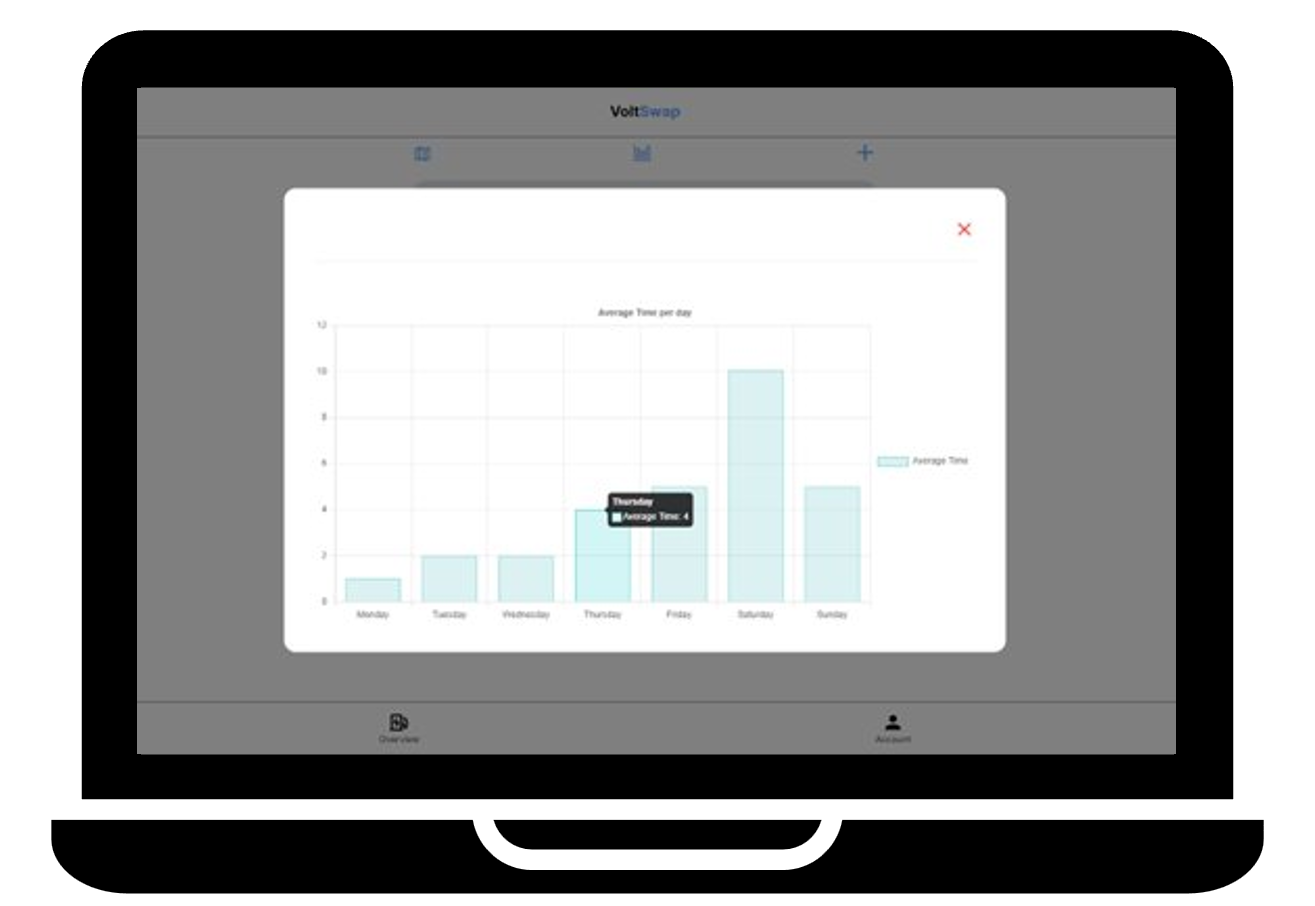 VoltSwap
Average Time per day
12
10
8
6
4
2
0
Thursday
Average Time: 4
Average Time
Monday Tuesday Wednesday Thursday Friday Saturday Sunday
Overview Account